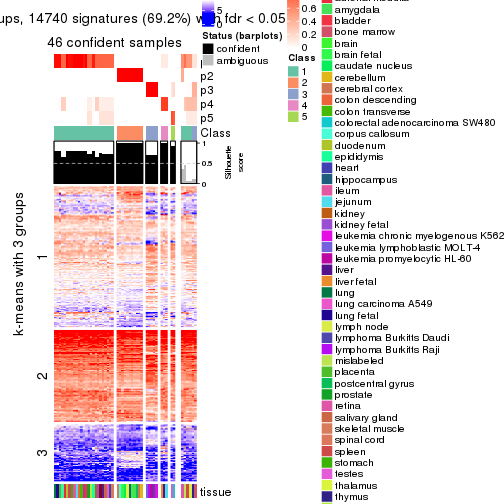 ups, 14740 signatures (69.2%) with fdr < 0.05
46 confident samples
p2
p3
p4
p5
Class
1
0.5
0
Silhouette
score
k-means with 3 groups
1
2
3
tissue
5
0
Status (barplots)
confident
ambiguous
0.6
0.4
0.2
0
Class
1
2
3
4
5
amygdala
bladder
bone marrow
brain
brain fetal
caudate nucleus
cerebellum
cerebral cortex
colon descending
colon transverse
colorectal adenocarcinoma SW480
corpus callosum
duodenum
epididymis
heart
hippocampus
ileum
jejunum
kidney
kidney fetal
leukemia chronic myelogenous K562
leukemia lymphoblastic MOLT-4
leukemia promyelocytic HL-60
liver
liver fetal
lung
lung carcinoma A549
lung fetal
lymph node
lymphoma Burkitts Daudi
lymphoma Burkitts Raji
mislabeled
placenta
postcentral gyrus
prostate
retina
salivary gland
skeletal muscle
spinal cord
spleen
stomach
testes
thalamus
thymus